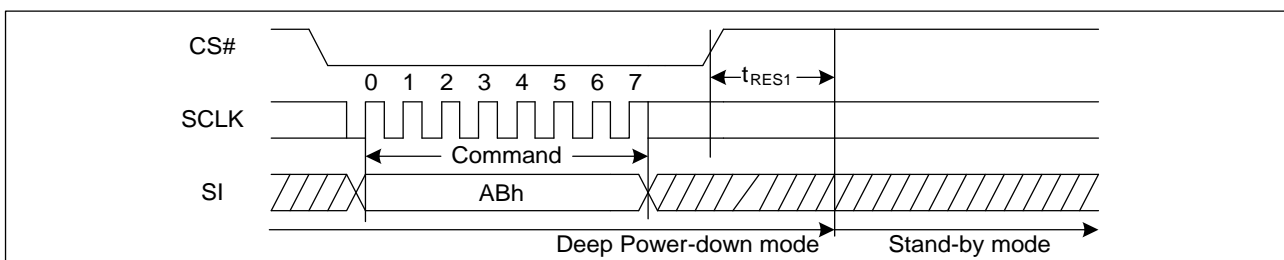 CS#
tRES1
0 1 2 3 4 5 6 7
SCLK
Command
SI
ABh
Deep Power-down mode Stand-by mode